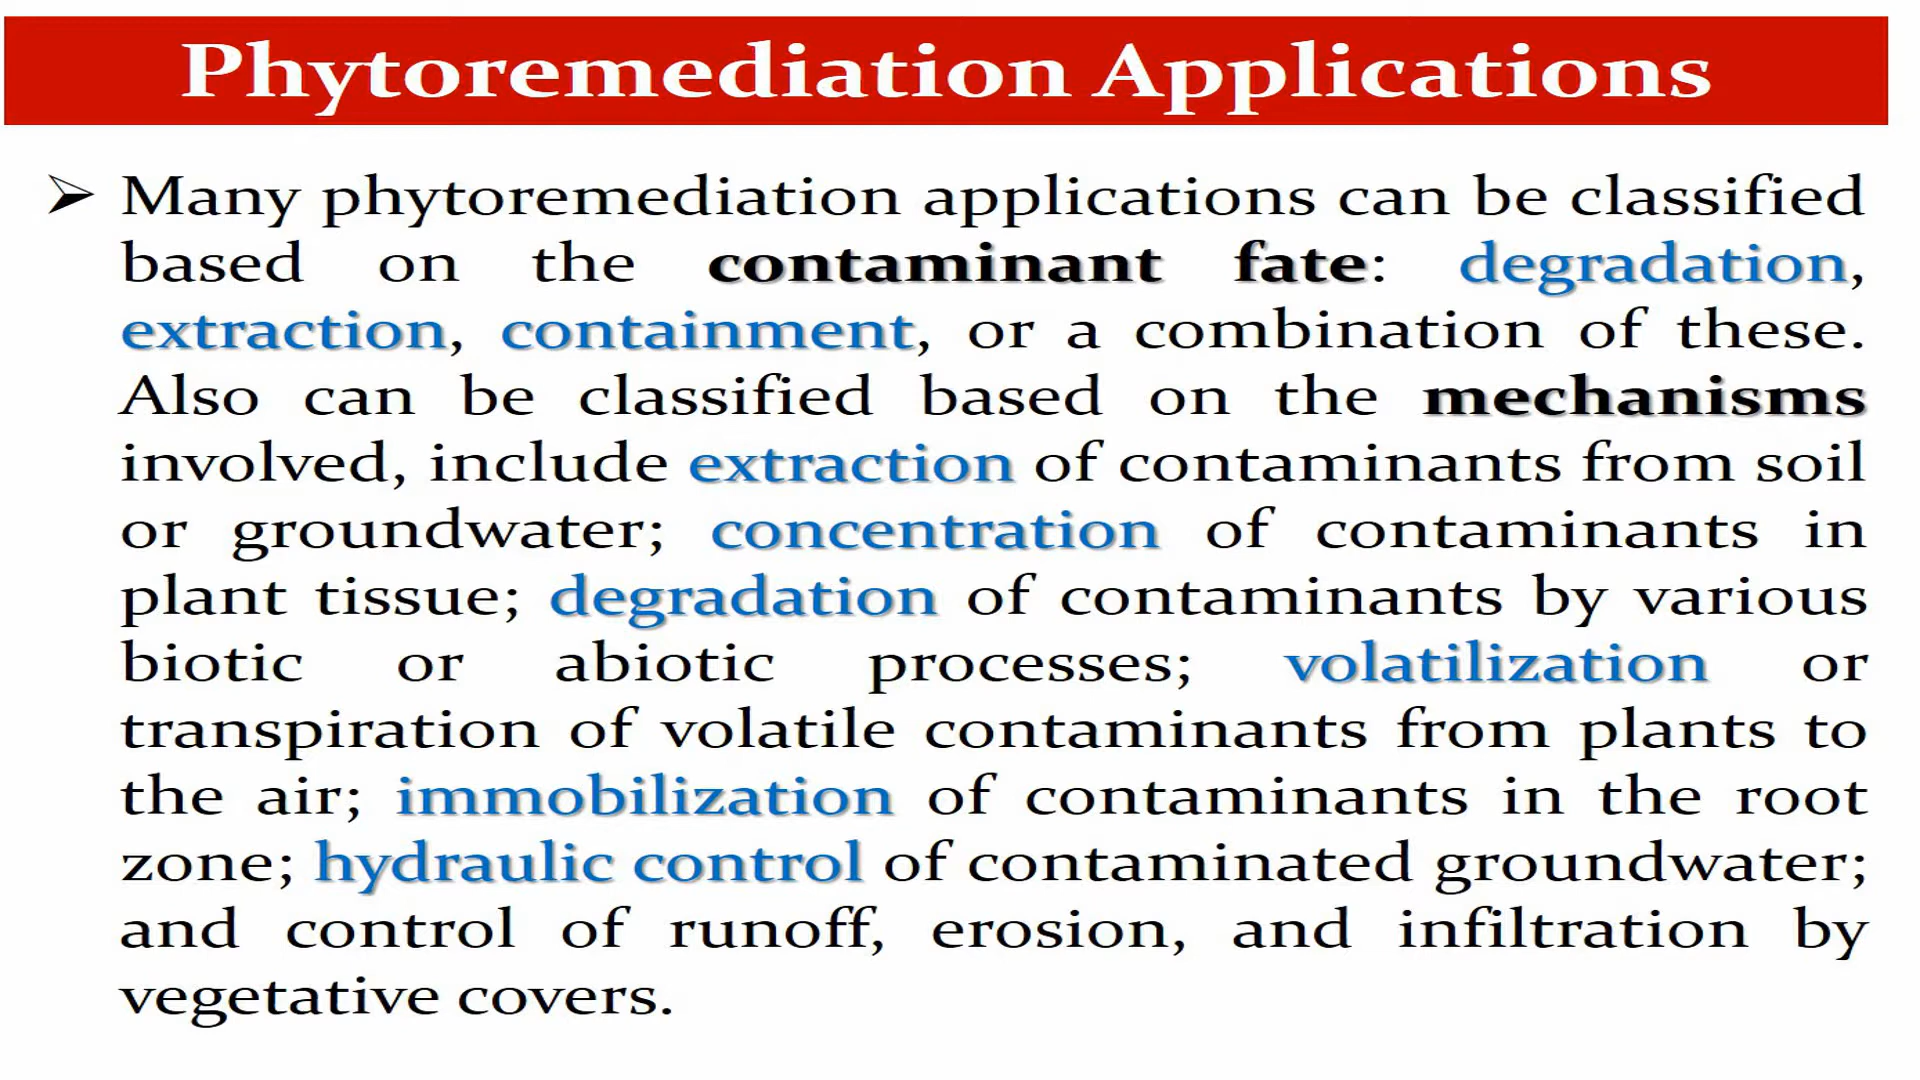 Phytoremediation Applications
➢ Many phytoremediation applications can be classified
based on the contaminant fate: degradation,
extraction, containment, or a combination of these.
Also can be classified based on the mechanisms
involved, include extraction of contaminants from soil
or groundwater; concentration of contaminants in
plant tissue; degradation of contaminants by various
biotic or abiotic processes; volatilization or
transpiration of volatile contaminants from plants to
the air; immobilization of contaminants in the root
zone; hydraulic control of contaminated groundwater;
and control of runoff, erosion, and infiltration by
vegetative covers.